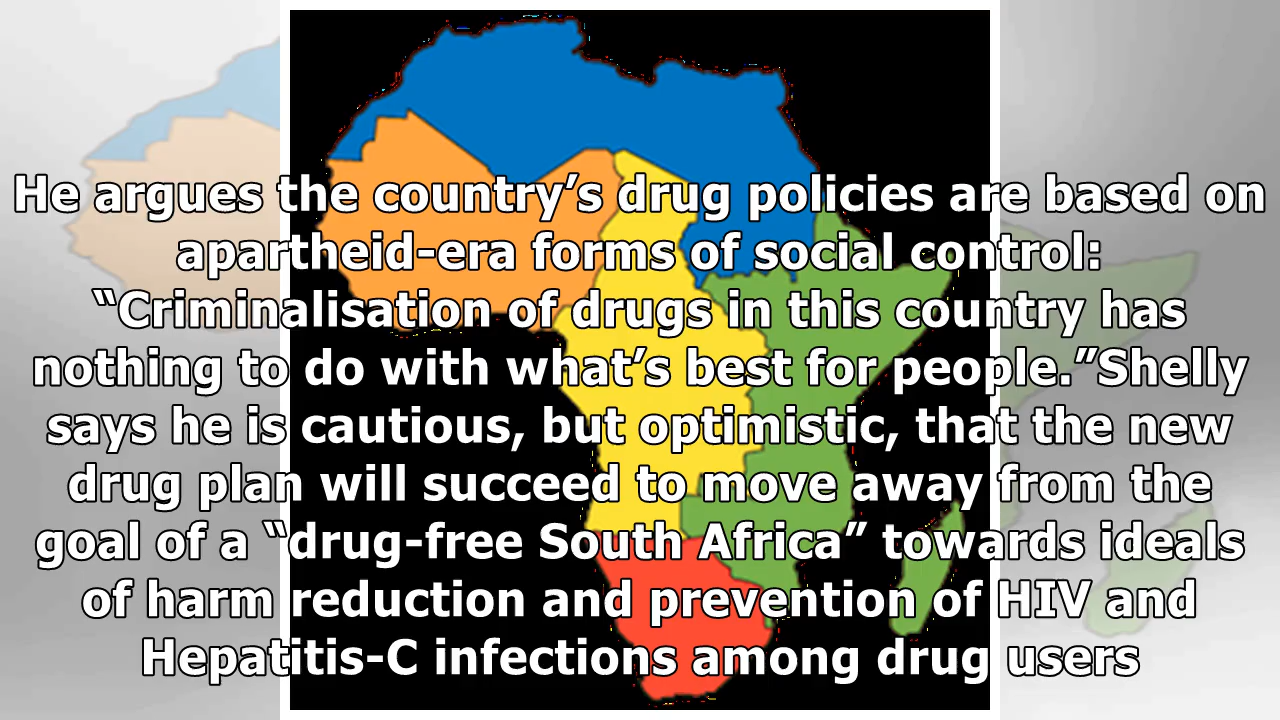 He argues the country’s drug policies are based on
apartheid-era forms of social control:
“Criminalisation of drugs in this country has
nothing to do with what’s best for people.”Shelly
says he is cautious, but optimistic, that the new
drug plan will succeed to move away from the
goal of a “drug-free South Africa” towards ideals
of harm reduction and prevention of HIV and
Hepatitis-C infections among drug users